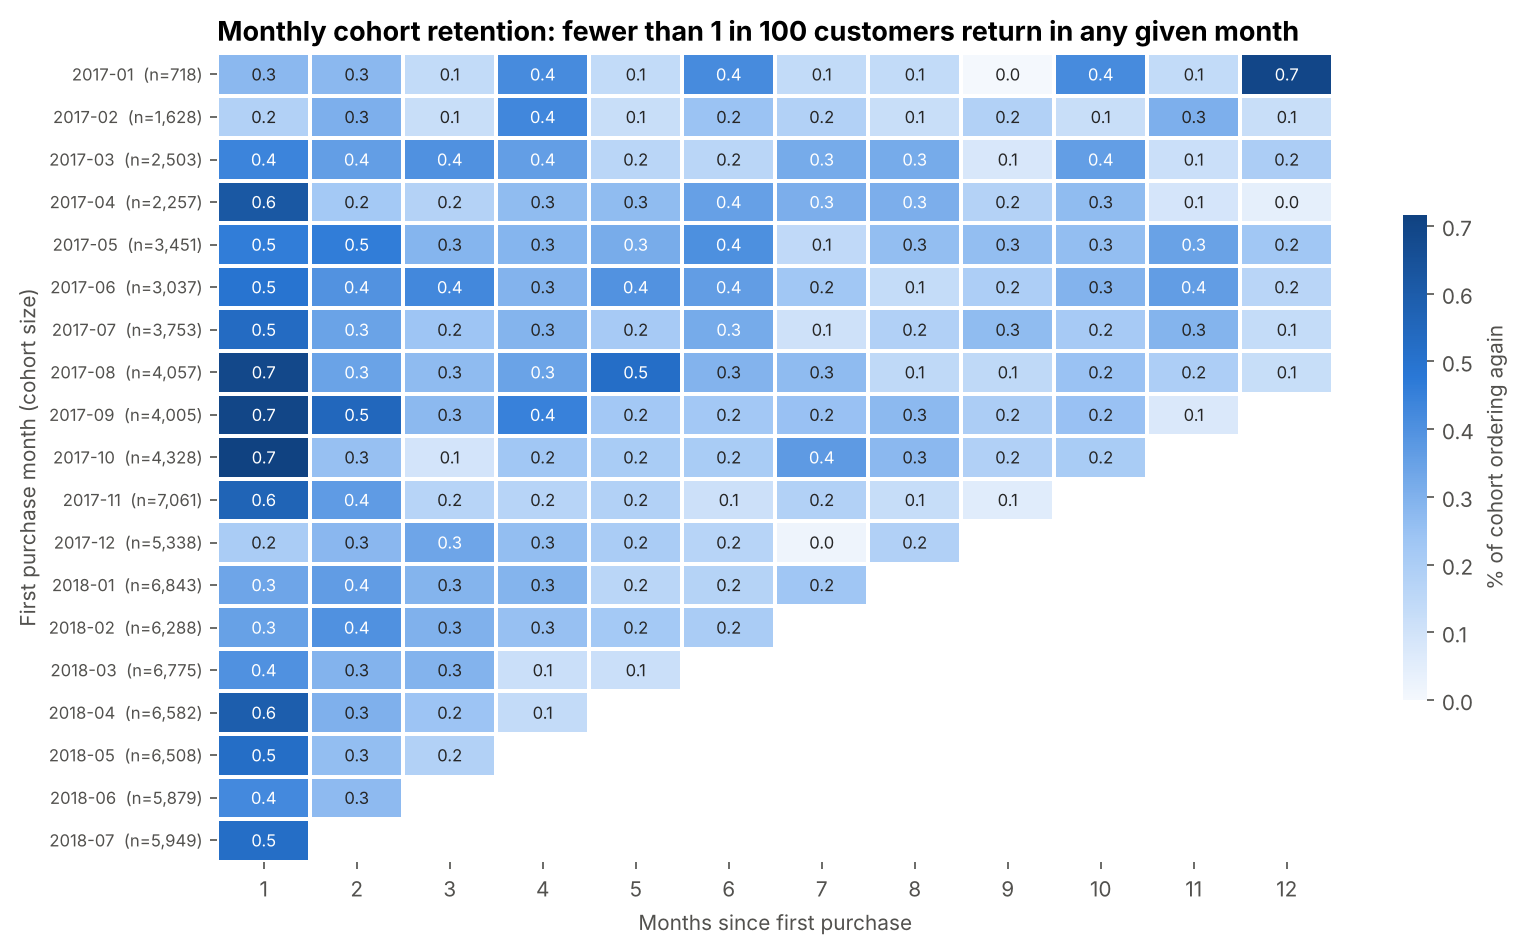 Monthly cohort retention: fewer than 1 in 100 customers return in any given month
2017-01 (n=718) 0.3 0.3 0.1 0.4 0.1 0.4 0.1 0.1 0.0 0.4 0.1 0.7
2017-02 (n=1,628) 0.2 0.3 0.1 0.4 0.1 0.2 0.2 0.1 0.2 0.1 0.3 0.1
2017-03 (n=2,503) 0.4 0.4 0.4 0.4 0.2 0.2 0.3 0.3 0.1 0.4 0.1 0.2
2017-04 (n=2,257) 0.6 0.2 0.2 0.3 0.3 0.4 0.3 0.3 0.2 0.3 0.1 0.0
2017-05 (n=3,451) 0.5 0.5 0.3 0.3 0.3 0.4 0.1 0.3 0.3 0.3 0.3 0.2
2017-06 (n=3,037) 0.5 0.4 0.4 0.3 0.4 0.4 0.2 0.1 0.2 0.3 0.4 0.2
2017-07 (n=3,753) 0.5 0.3 0.2 0.3 0.2 0.3 0.1 0.2 0.3 0.2 0.3 0.1
2017-08 (n=4,057) 0.7 0.3 0.3 0.3 0.5 0.3 0.3 0.1 0.1 0.2 0.2 0.1
2017-09 (n=4,005) 0.7 0.5 0.3 0.4 0.2 0.2 0.2 0.3 0.2 0.2 0.1
2017-10 (n=4,328) 0.7 0.3 0.1 0.2 0.2 0.2 0.4 0.3 0.2 0.2
2017-11 (n=7,061) 0.6 0.4 0.2 0.2 0.2 0.1 0.2 0.1 0.1
2017-12 (n=5,338) 0.2 0.3 0.3 0.3 0.2 0.2 0.0 0.2
2018-01 (n=6,843) 0.3 0.4 0.3 0.3 0.2 0.2 0.2
2018-02 (n=6,288) 0.3 0.4 0.3 0.3 0.2 0.2
2018-03 (n=6,775) 0.4 0.3 0.3 0.1 0.1
2018-04 (n=6,582) 0.6 0.3 0.2 0.1
2018-05 (n=6,508) 0.5 0.3 0.2
2018-06 (n=5,879) 0.4 0.3
2018-07 (n=5,949) 0.5
1 2 3 4 5 6 7 8 9 10 11 12
Months since first purchase
First purchase month (cohort size)
0.7
0.6
0.5
0.4
0.3
0.2
0.1
0.0
% of cohort ordering again